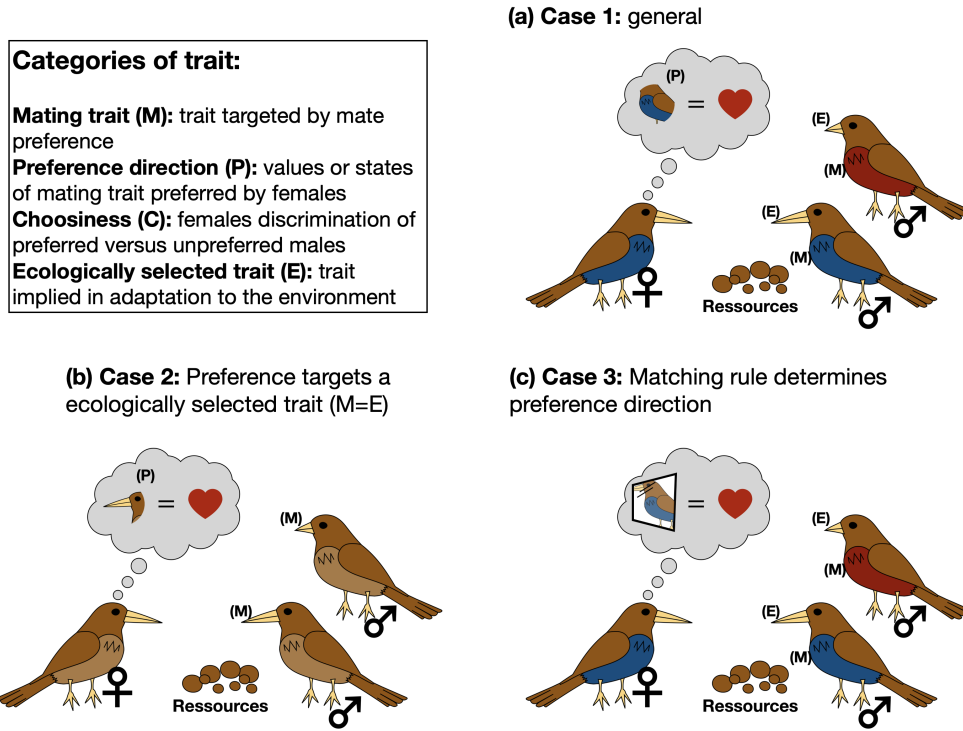 (a) Case 1: general
Categories of trait:
Mating trait (M): trait targeted by mate
preference
Preference direction (P): values or states
of mating trait preferred by females
Choosiness (C): females discrimination of
preferred versus unpreferred males
Ecologically selected trait (E): trait
implied in adaptation to the environment
(P)
=
(E)
(M)
(E)
(M)
Ressources
(b) Case 2: Preference targets a
ecologically selected trait (M=E)
(P)
=
(M)
(M)
Ressources
(c) Case 3: Matching rule determines
preference direction
=
(E)
(M)
(E)
(M)
Ressources